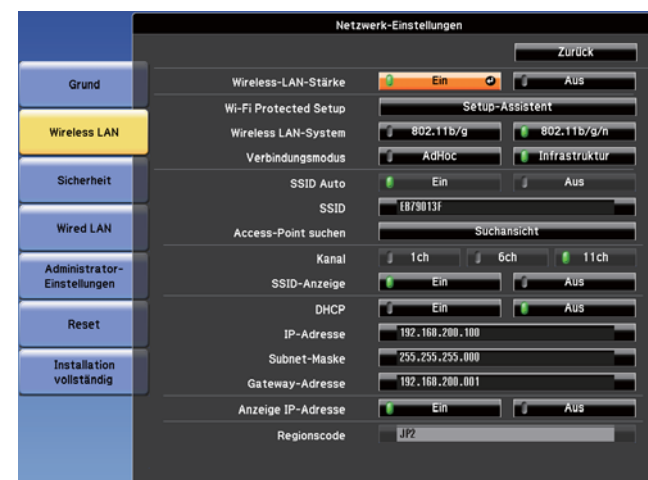 Netzwerk-Einstellungen
Zurück
Grund
Wireless LAN
Sicherheit
Wired LAN
Administrator-
Einstellungen
Reset
Installation
vollständig
Wireless-LAN-Stärke Ein Aus
Wi-Fi Protected Setup Setup-Assistent
Wireless LAN-System 802.11b/g 802.11b/g/n
Verbindungsmodus AdHoc Infrastruktur
SSID Auto Ein Aus
SSID EB79013F
Access-Point suchen Suchansicht
Kanal 1ch 6ch 11ch
SSID-Anzeige Ein Aus
DHCP Ein Aus
IP-Adresse 192.168.200.100
Subnet-Maske 255.255.255.000
Gateway-Adresse 192.168.200.001
Anzeige IP-Adresse Ein Aus
Regionscode JP2